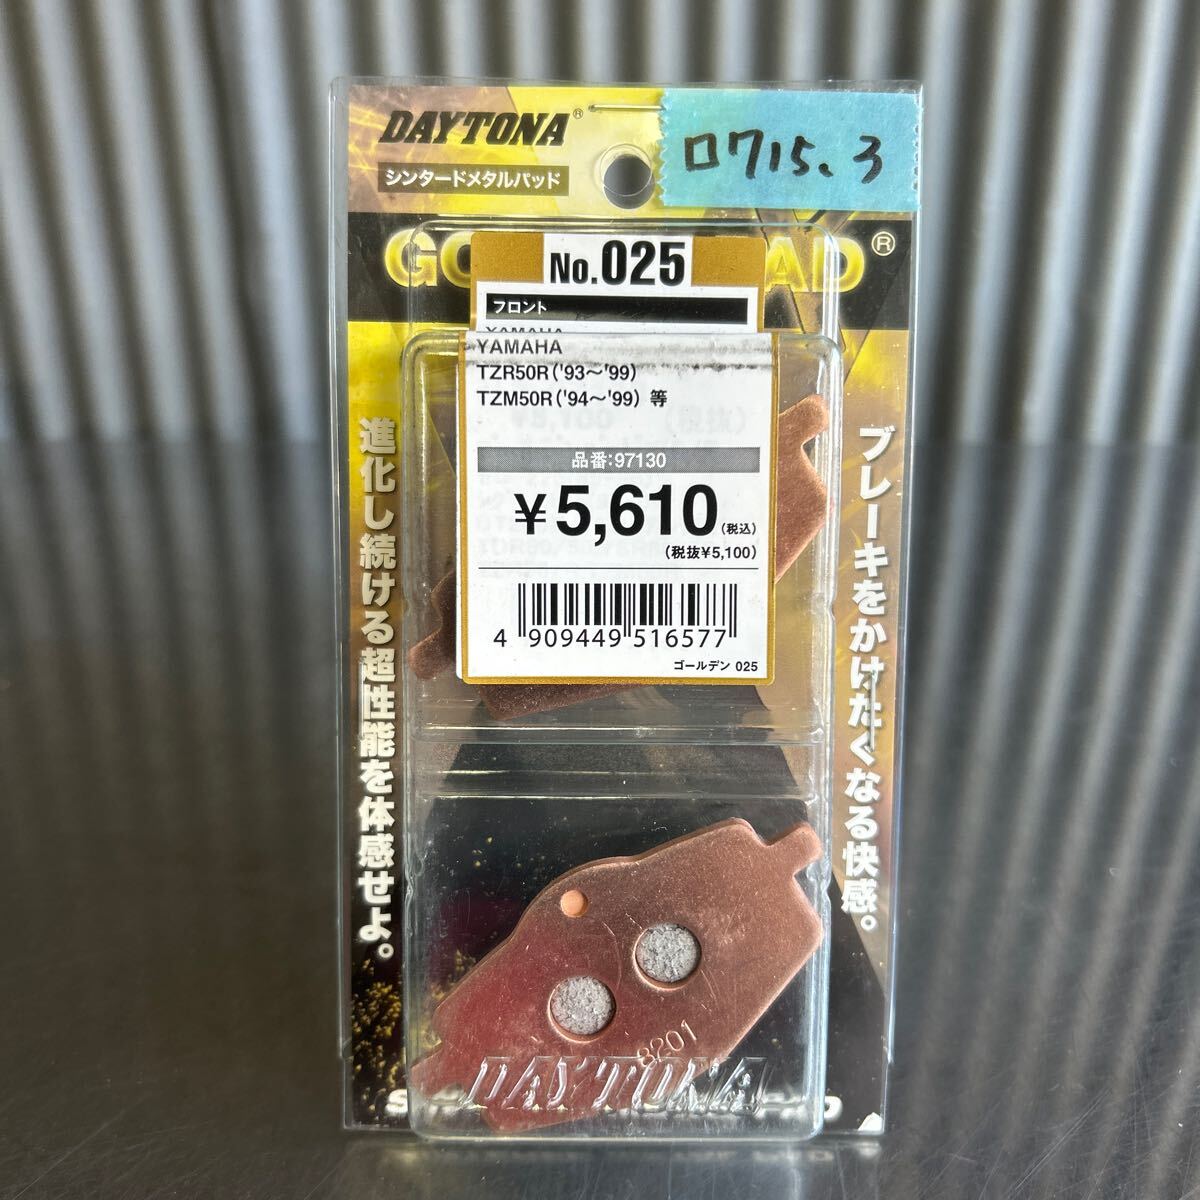 DAYTONA®
シンタードメタルパッド
ロ715、3
GO AD®
No.025
フロント
YAMAHA
YAMAHA
TZR50R('93～'99)
TZM50R('94～'99) 等
品番:97130
¥5,610(税込)
(税抜¥5,100)
4 909449 516577
ゴールデン 025
進化し続ける超性能を体感せよ。
ブレーキをかけたくなる快感。
8201
DAYTONA